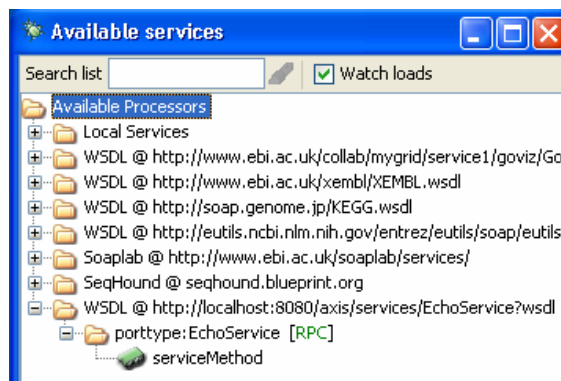 Available services
Search list Watch loads
Available Processors
Local Services
WSDL @ http://www.ebi.ac.uk/collab/mygrid/service1/goviz/Go
WSDL @ http://www.ebi.ac.uk/xembl/XEMBL.wsdl
WSDL @ http://soap.genome.jp/KEGG.wsdl
WSDL @ http://eutils.ncbi.nlm.nih.gov/entrez/eutils/soap/eutils
Soaplab @ http://www.ebi.ac.uk/soaplab/services/
SeqHound @ seqhound.blueprint.org
WSDL @ http://localhost:8080/axis/services/EchoService?wsdl
porttype:EchoService [RPC]
serviceMethod